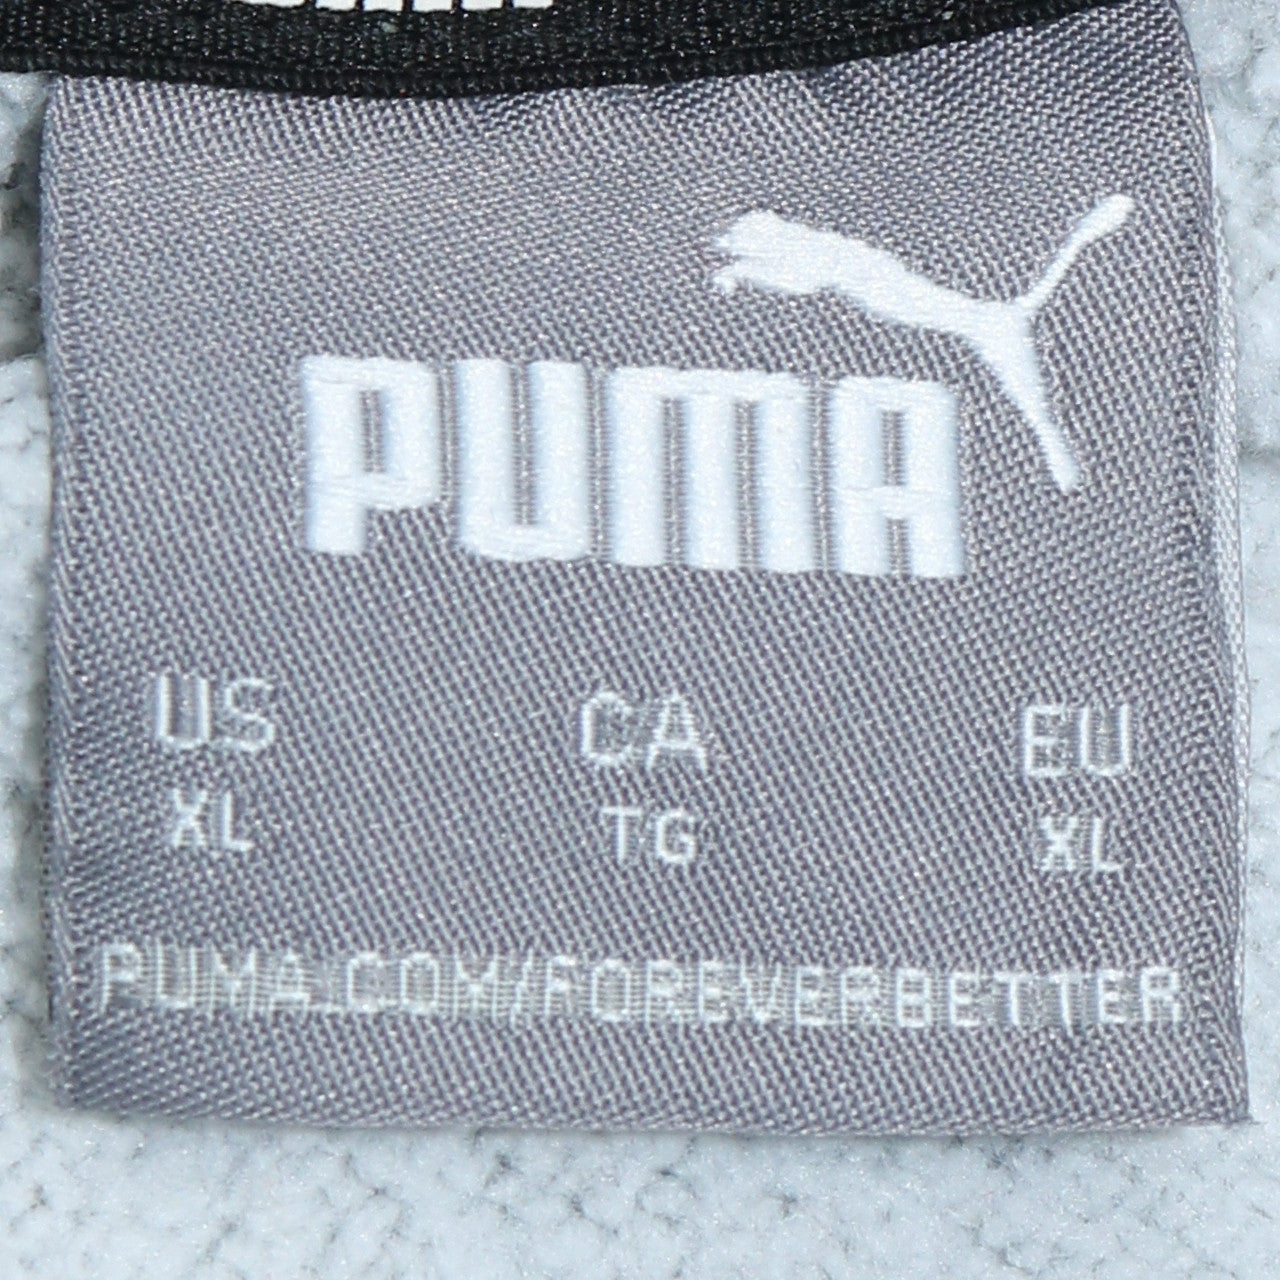 PUMA
US CA EU
XL TG XL
PUMA.COM/FOREVERBETTER